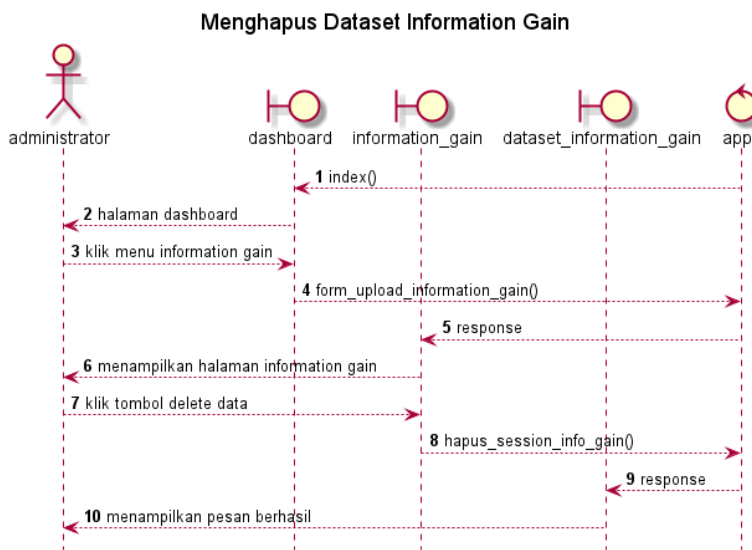 Menghapus Dataset Information Gain
administrator
dashboard
information_gain
dataset_information_gain
app
1 index()
2 halaman dashboard
3 klik menu information gain
4 form_upload_information_gain()
5 response
6 menampilkan halaman information gain
7 klik tombol delete data
8 hapus_session_info_gain()
9 response
10 menampilkan pesan berhasil